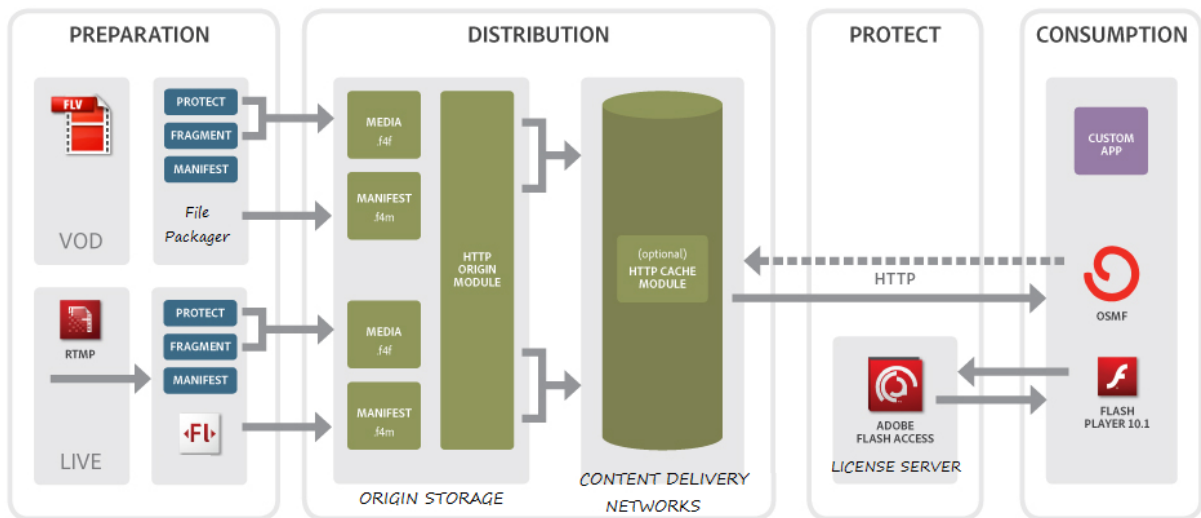 PREPARATION
FLV
VOD
PROTECT
FRAGMENT
MANIFEST
File
Packager
RTMP
LIVE
PROTECT
FRAGMENT
MANIFEST
Fl
DISTRIBUTION
MEDIA
.f4f
MANIFEST
.f4m
MEDIA
.f4f
MANIFEST
.f4m
HTTP
ORIGIN
MODULE
ORIGIN STORAGE
(optional)
HTTP CACHE
MODULE
CONTENT DELIVERY
NETWORKS
HTTP
PROTECT
ADOBE
FLASH ACCESS
LICENSE SERVER
CONSUMPTION
CUSTOM
APP
OSMF
FLASH
PLAYER 10.1